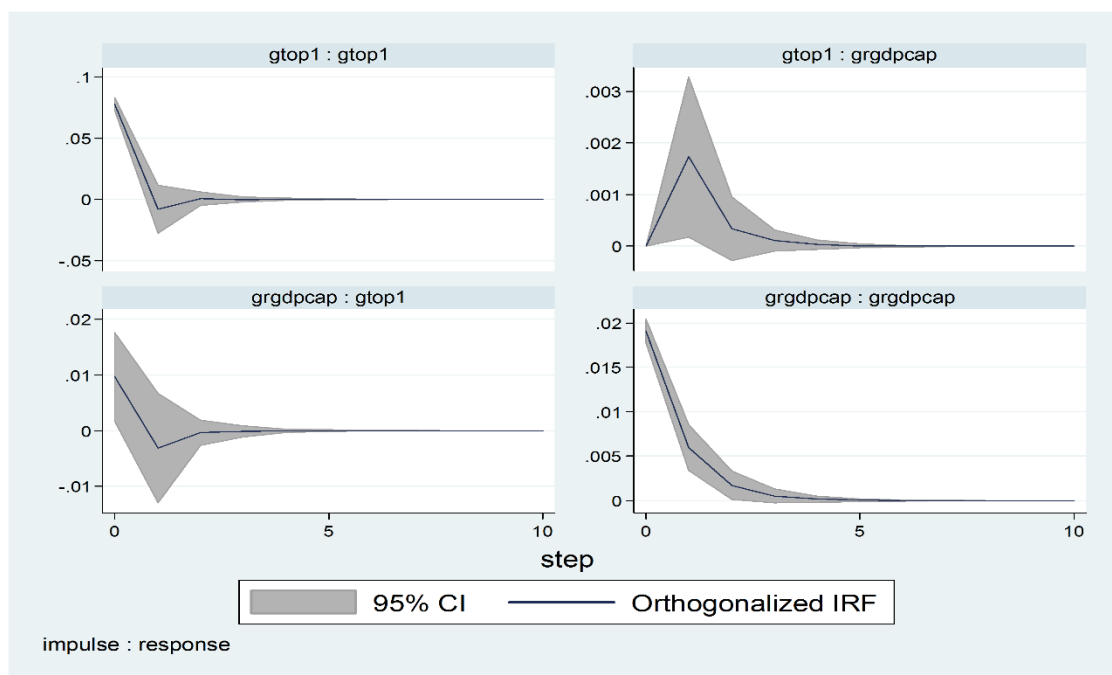 gtop1 : gtop1
.1
.05
0
-.05
gtop1 : grgdpcap
.003
.002
.001
0
grgdpcap : gtop1
.02
.01
0
-.01
0 5 10
grgdpcap : grgdpcap
.02
.015
.01
.005
0
0 5 10
step
95% CI Orthogonalized IRF
impulse : response